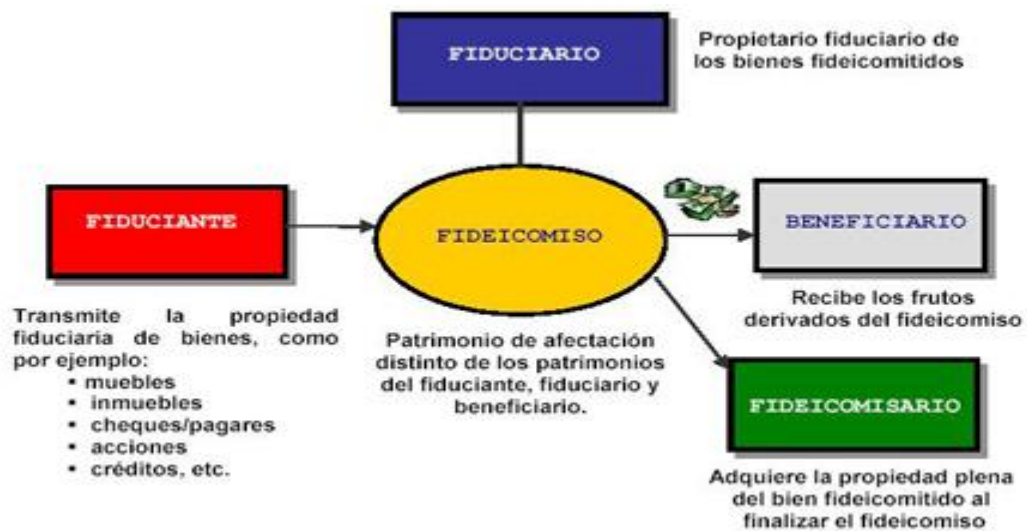 FIDUCIARIO
Propietario fiduciario de
los bienes fideicomitidos
FIDUCIANTE
FIDEICOMISO
BENEFICIARIO
Transmite la propiedad
fiduciaria de bienes, como
por ejemplo:
▪ muebles
▪ inmuebles
▪ cheques/pagares
▪ acciones
▪ créditos, etc.
Patrimonio de afectación
distinto de los patrimonios
del fiduciante, fiduciario y
beneficiario.
Recibe los frutos
derivados del fideicomiso
FIDEICOMISARIO
Adquiere la propiedad plena
del bien fideicomitido al
finalizar el fideicomiso